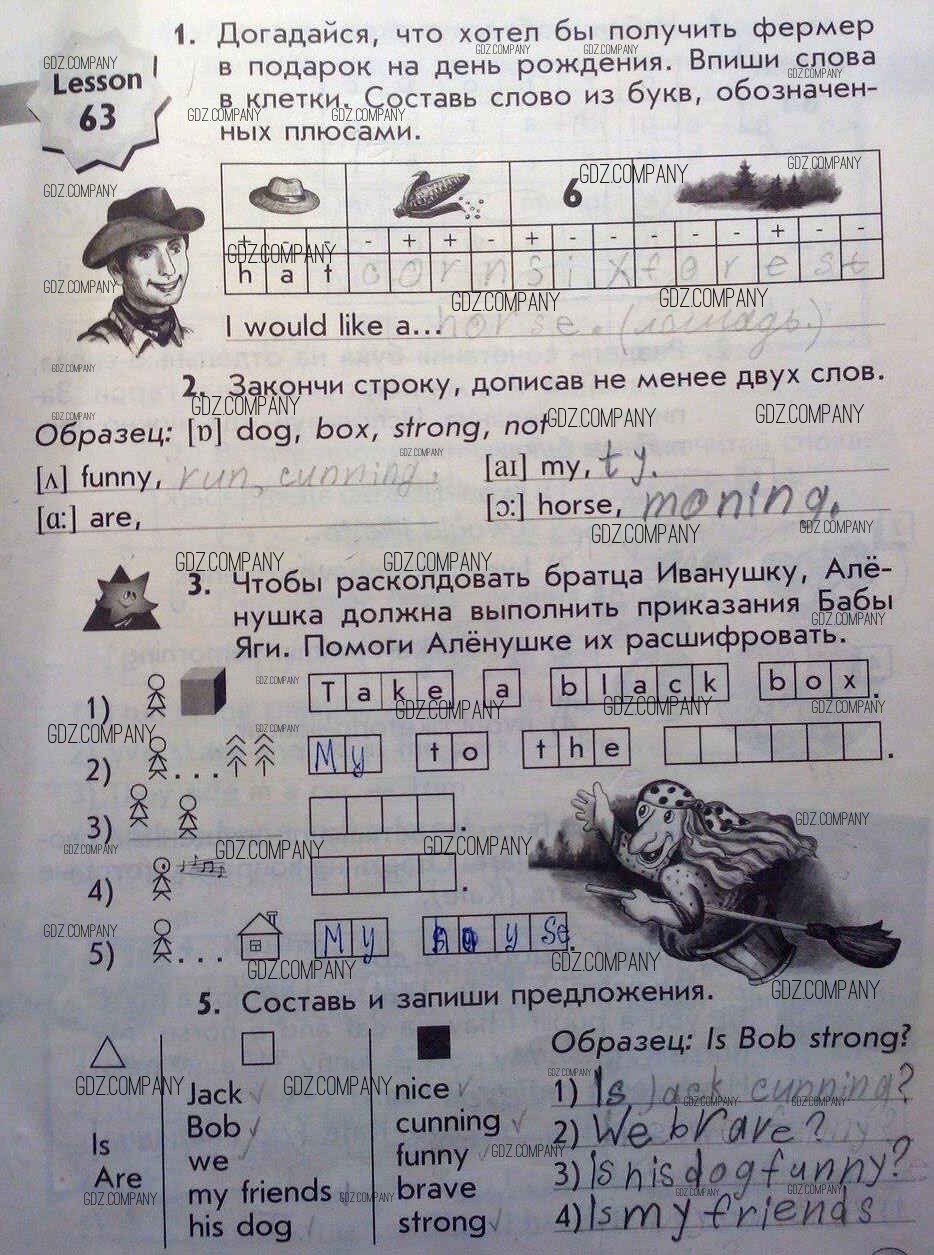 Lesson
63
1. Догадайся, что хотел бы получить фермер
в подарок на день рождения. Впиши слова
в клетки. Составь слово из букв, обозначен-
ных плюсами.
6
+ - - - + + - + - - - - - + - -
h a t c o r n s i x f o r e s t
I would like a... horse. (лошадь.)
2. Закончи строку, дописав не менее двух слов.
Образец: [ɒ] dog, box, strong, not
[ʌ] funny, run, cunning.
[aɪ] my, ty.
[ɑ:] are,
[ɔ:] horse, moning.
3. Чтобы расколдовать братца Иванушку, Алё-
нушка должна выполнить приказания Бабы
Яги. Помоги Алёнушке их расшифровать.
1) Take a black box.
2) ... My to the .
3) .
4) .
5) ... My .
5. Составь и запиши предложения.
Is
Are
Jack
Bob
we
my friends
his dog
nice
cunning
funny
brave
strong
Образец: Is Bob strong?
1) Is Jack cunning?
2) We brave?
3) Is his dog funny?
4) Is my friends
GDZ.COMPANY